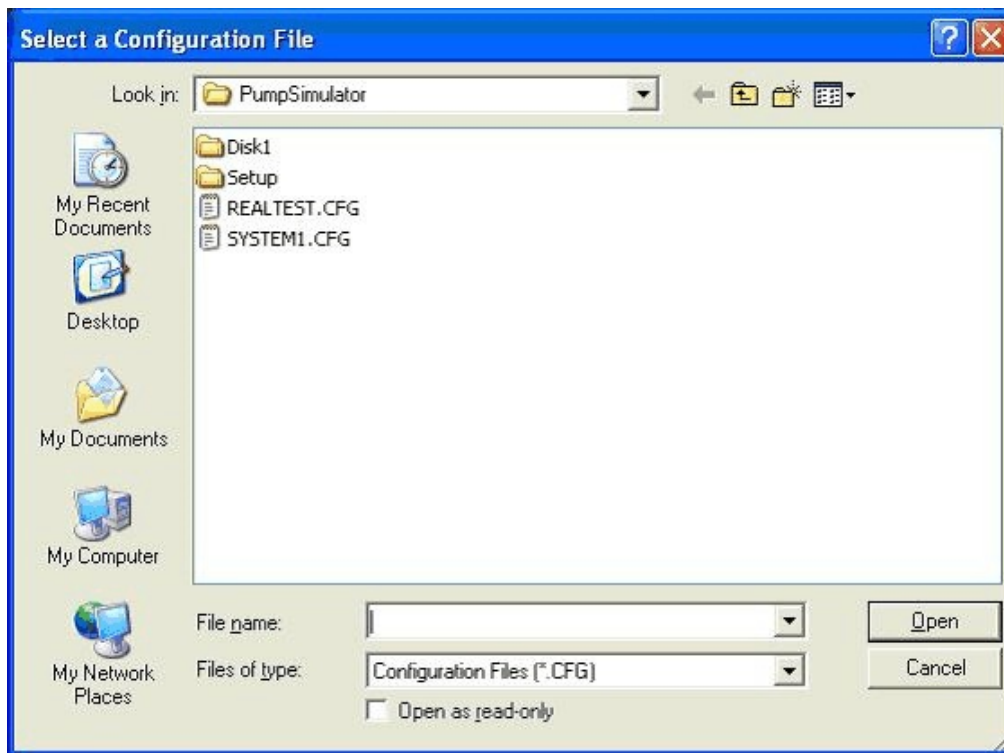 Select a Configuration File
Look in:
PumpSimulator
Disk1
Setup
REALTEST.CFG
SYSTEM1.CFG
My Recent
Documents
Desktop
My Documents
My Computer
My Network
Places
File name:
Open
Files of type:
Configuration Files (*.CFG)
Cancel
Open as read-only